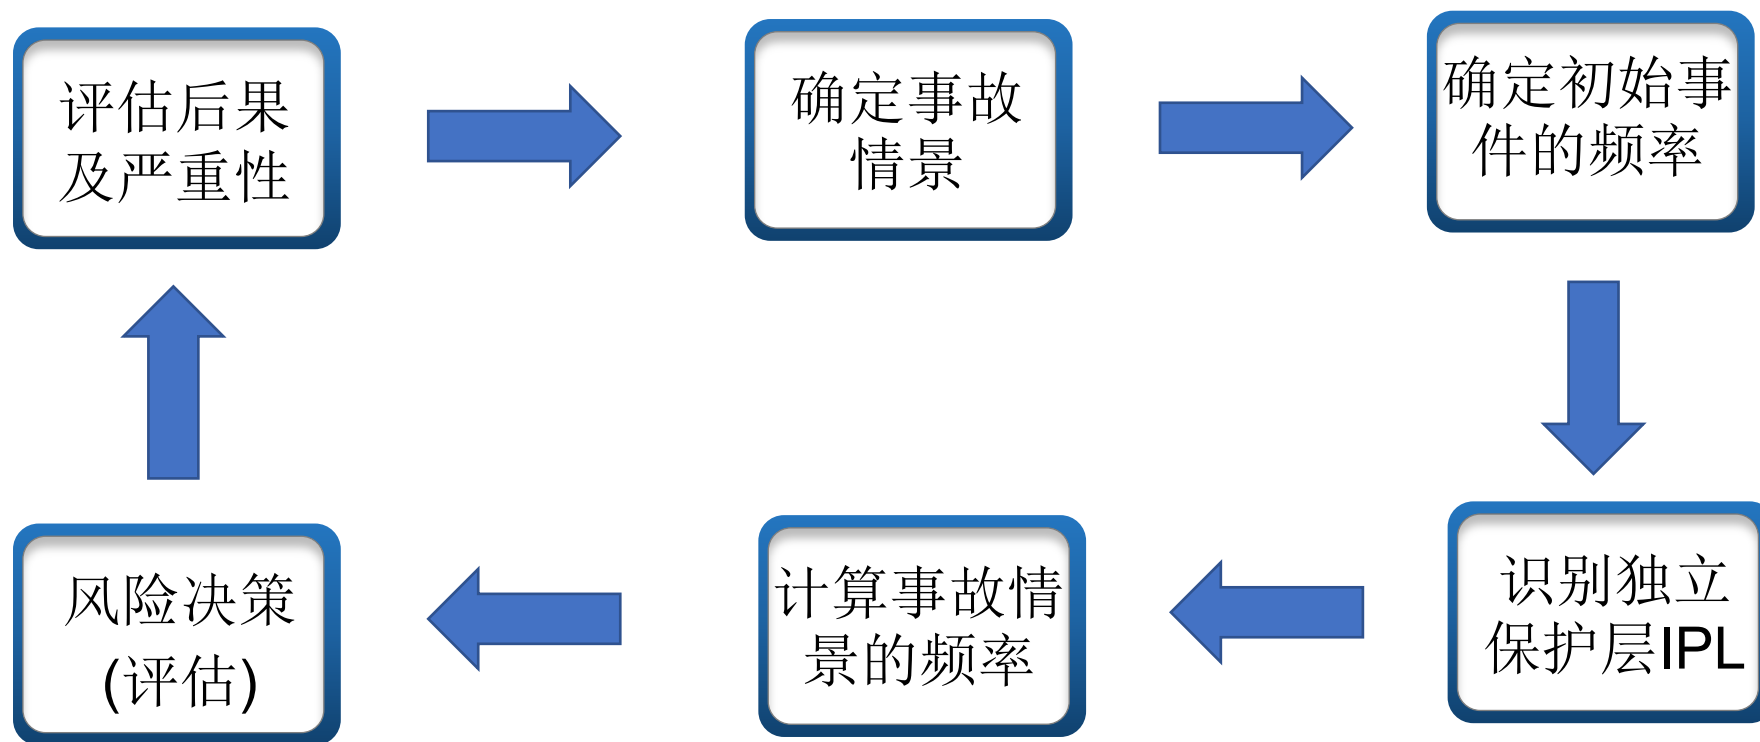 评估后果
及严重性
确定事故
情景
确定初始事
件的频率
识别独立
保护层IPL
计算事故情
景的频率
风险决策
(评估)